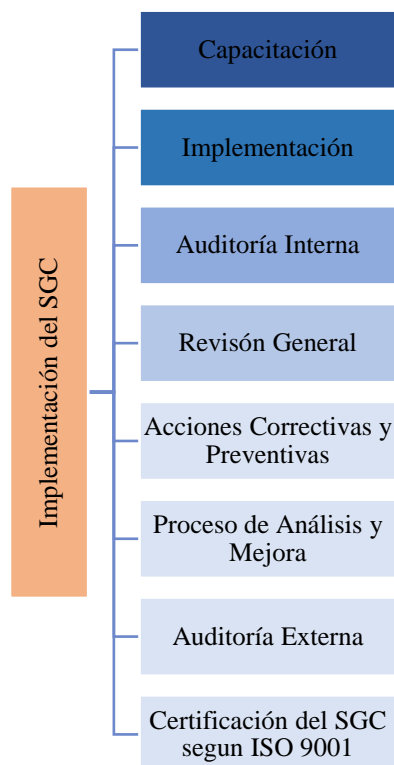 Capacitación
Implementación
Auditoría Interna
Implementación del SGC
Revisón General
Acciones Correctivas y
Preventivas
Proceso de Análisis y
Mejora
Auditoría Externa
Certificación del SGC
segun ISO 9001